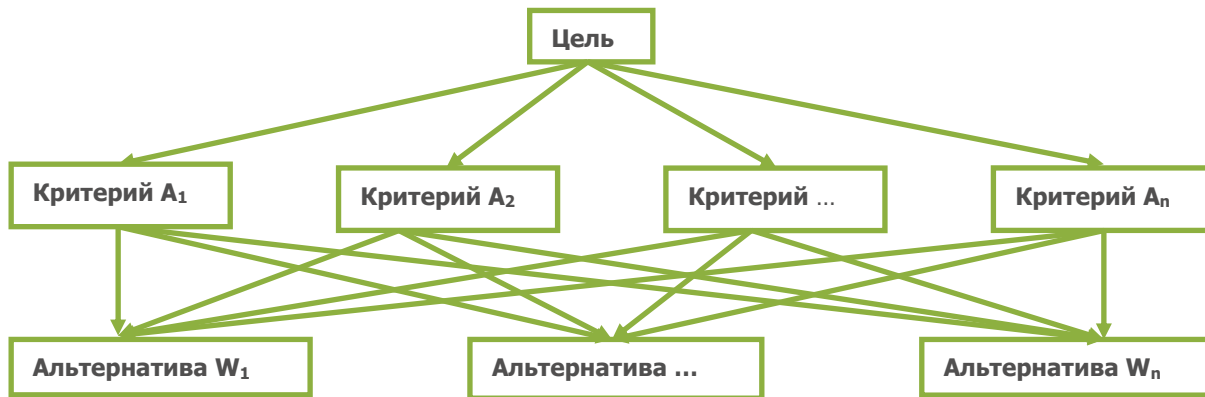 Цель
Критерий A₁
Критерий A₂
Критерий ...
Критерий Aₙ
Альтернатива W₁
Альтернатива ...
Альтернатива Wₙ